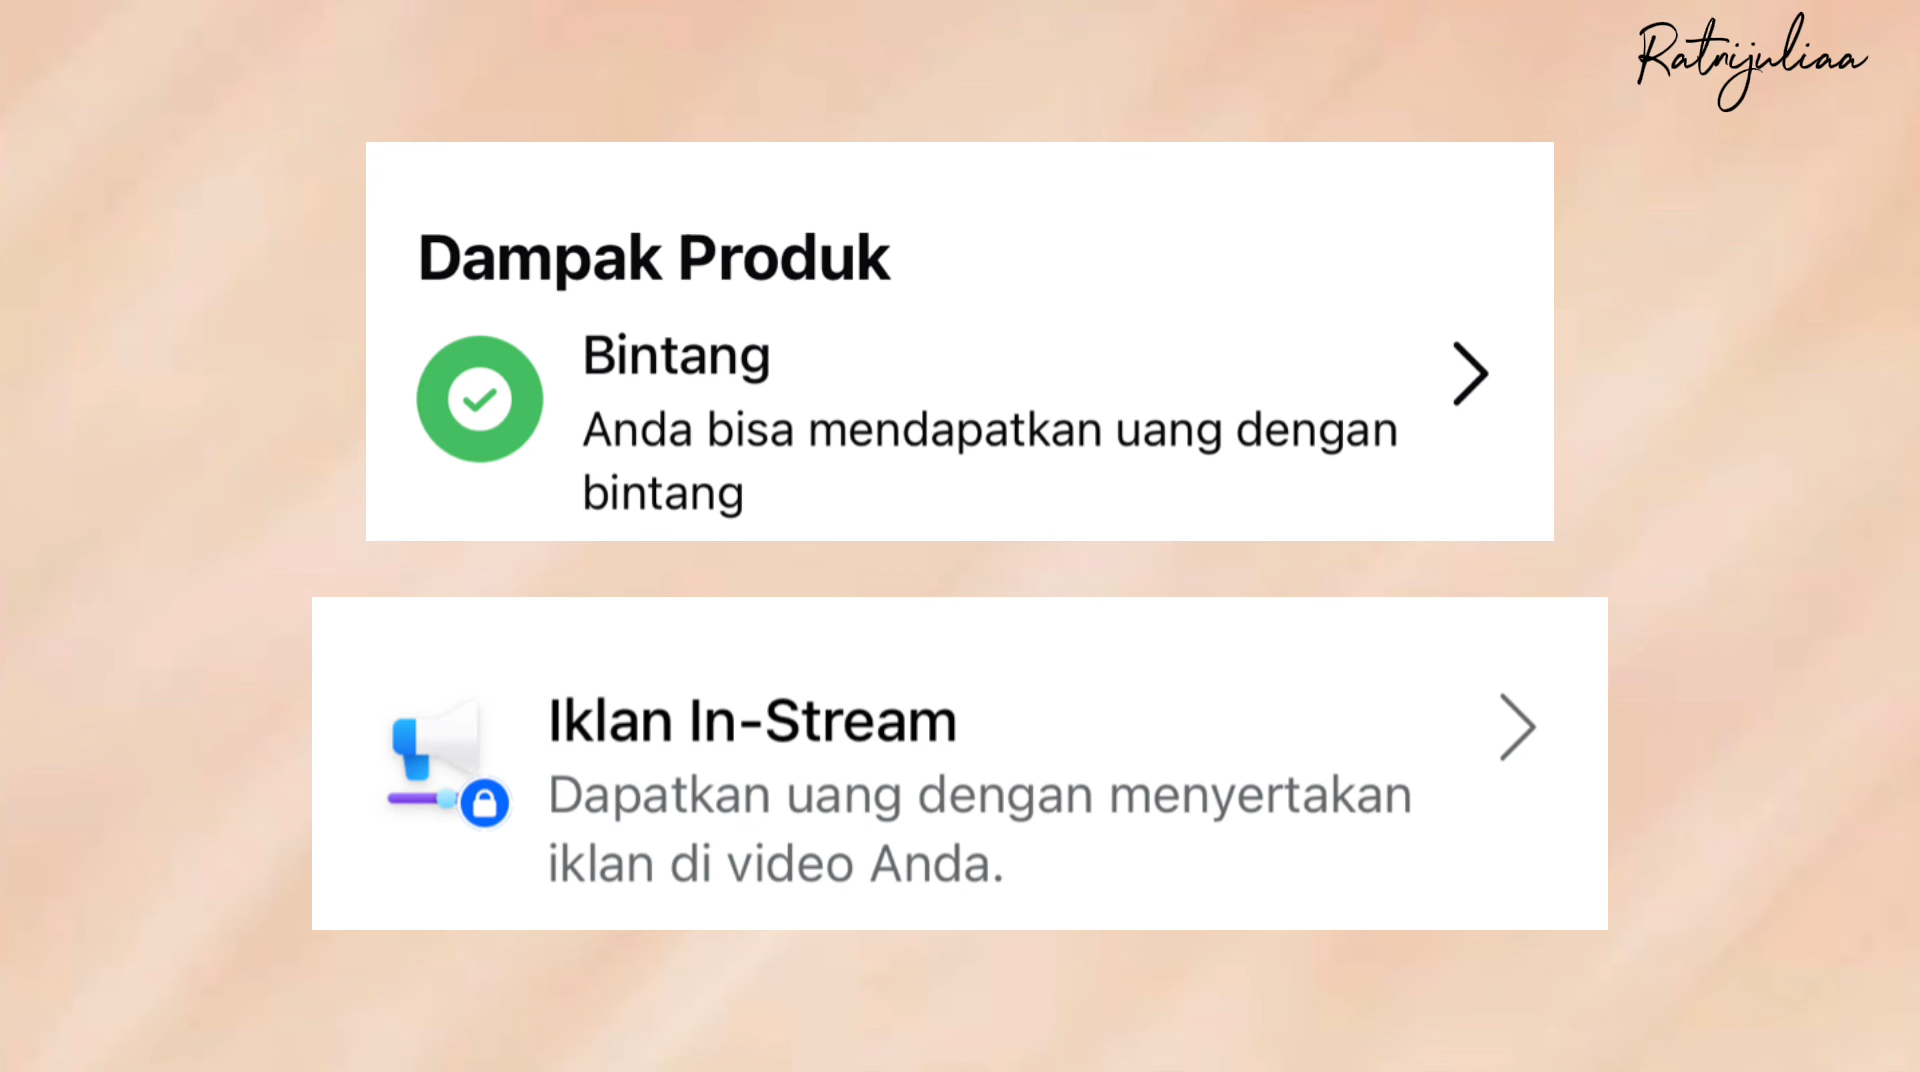 Ratnijuliaa
Dampak Produk
Bintang
Anda bisa mendapatkan uang dengan
bintang
Iklan In-Stream
Dapatkan uang dengan menyertakan
iklan di video Anda.